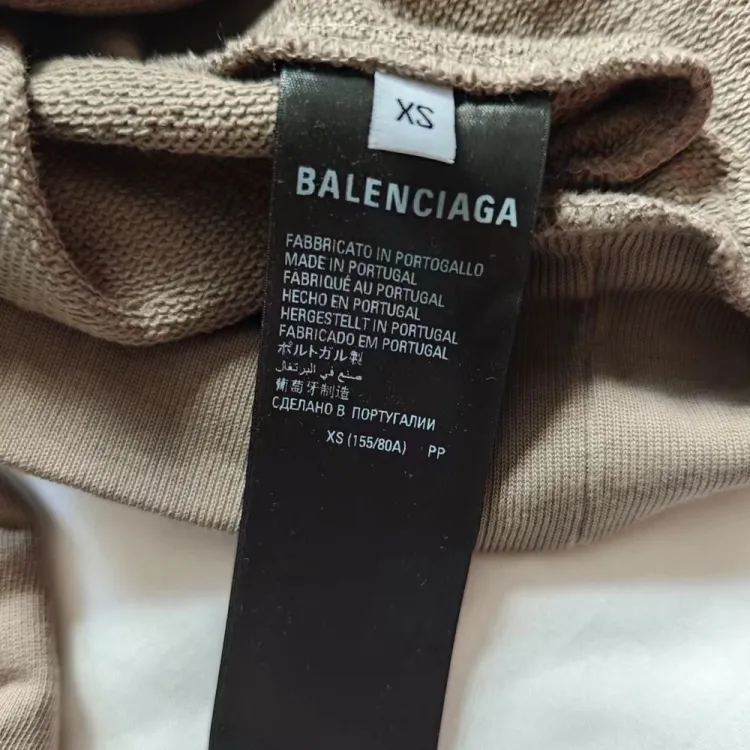 XS
BALENCIAGA
FABBRICATO IN PORTOGALLO
MADE IN PORTUGAL
FABRIQUÉ AU PORTUGAL
HECHO EN PORTUGAL
HERGESTELLT IN PORTUGAL
FABRICADO EM PORTUGAL
ポルトガル製
صنع في البرتغال
葡萄牙制造
СДЕЛАНО В ПОРТУГАЛИИ
XS (155/80A) PP